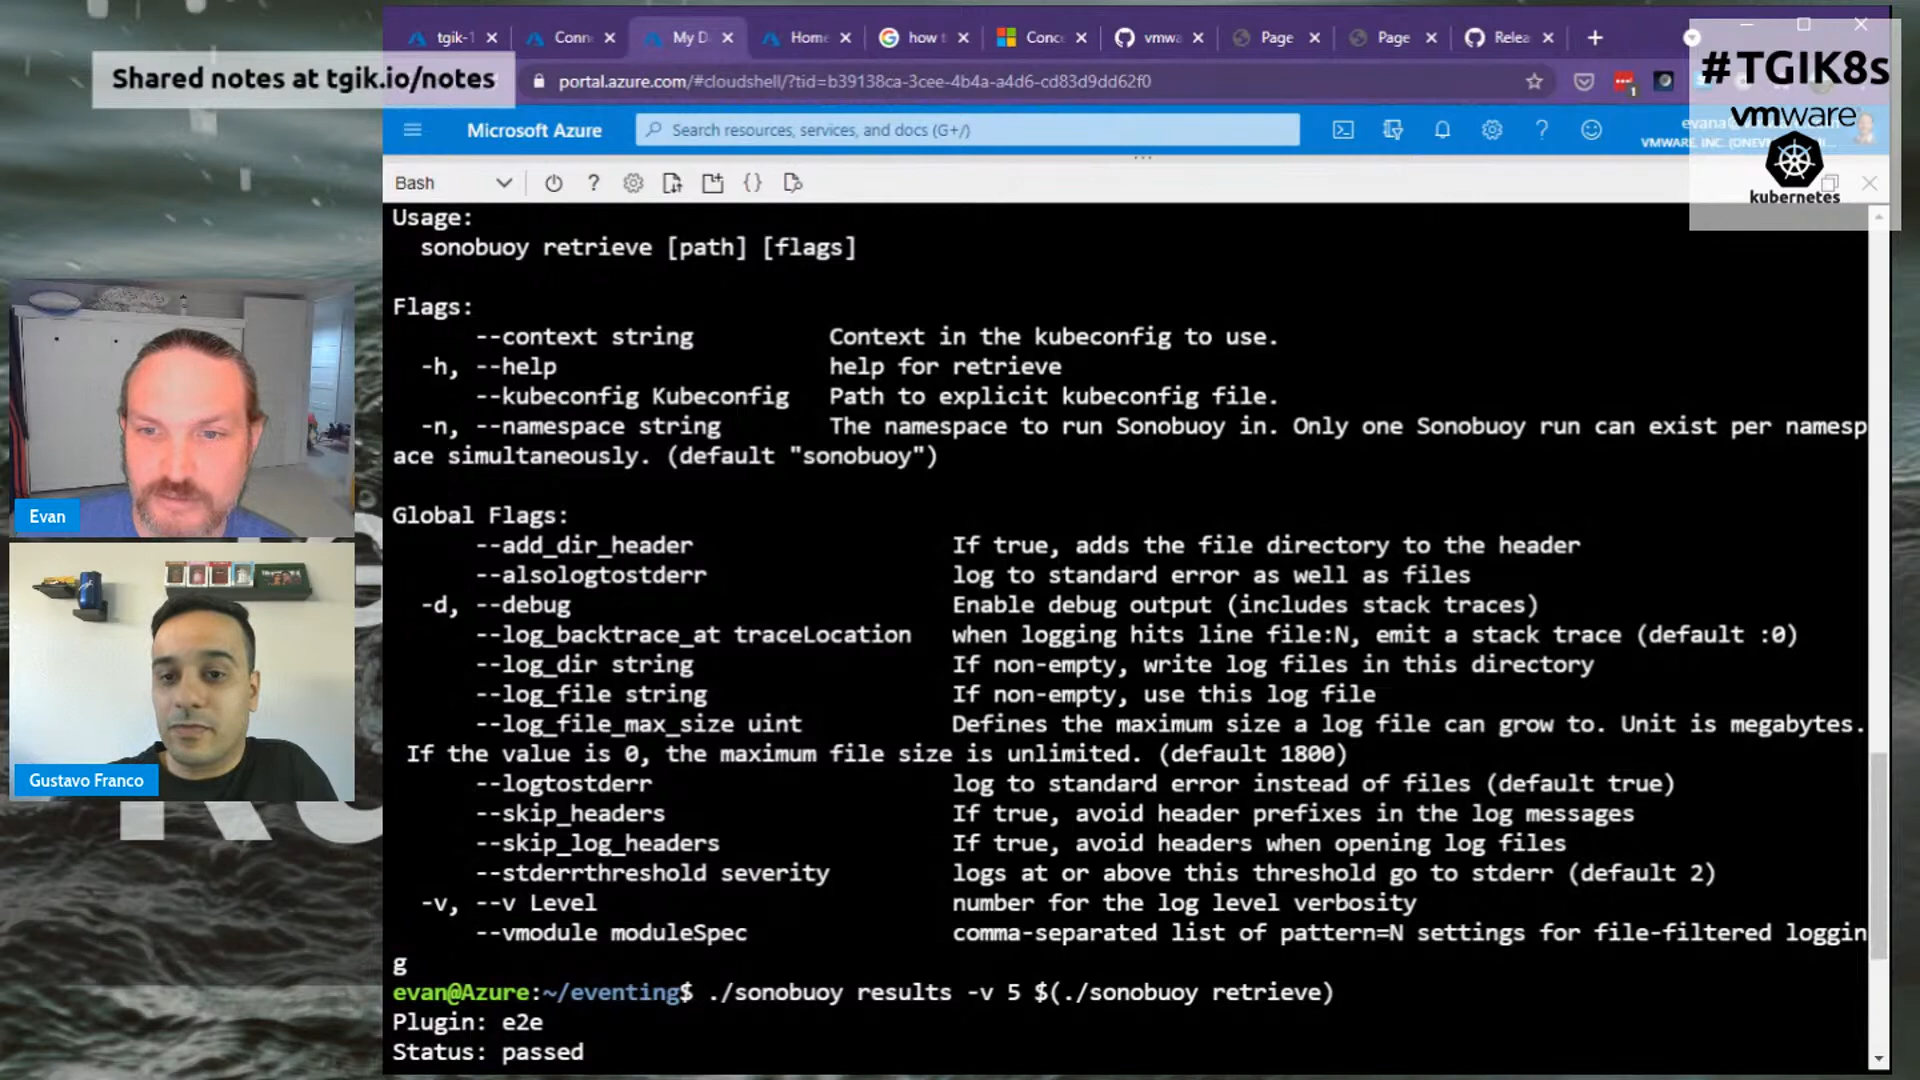 tgik-1
Conn
My D
Home
how t
Conc
vmwa
Page
Page
Relea
Shared notes at tgik.io/notes
portal.azure.com/#cloudshell/?tid=b39138ca-3cee-4b4a-a4d6-cd83d9dd62f0
#TGIK8s
vmware
kubernetes
Microsoft Azure
Search resources, services, and docs (G+/)
Bash
Usage:
sonobuoy retrieve [path] [flags]
Flags:
--context string Context in the kubeconfig to use.
-h, --help help for retrieve
--kubeconfig Kubeconfig Path to explicit kubeconfig file.
-n, --namespace string The namespace to run Sonobuoy in. Only one Sonobuoy run can exist per namesp
ace simultaneously. (default "sonobuoy")
Global Flags:
--add_dir_header If true, adds the file directory to the header
--alsologtostderr log to standard error as well as files
-d, --debug Enable debug output (includes stack traces)
--log_backtrace_at traceLocation when logging hits line file:N, emit a stack trace (default :0)
--log_dir string If non-empty, write log files in this directory
--log_file string If non-empty, use this log file
--log_file_max_size uint Defines the maximum size a log file can grow to. Unit is megabytes.
If the value is 0, the maximum file size is unlimited. (default 1800)
--logtostderr log to standard error instead of files (default true)
--skip_headers If true, avoid header prefixes in the log messages
--skip_log_headers If true, avoid headers when opening log files
--stderrthreshold severity logs at or above this threshold go to stderr (default 2)
-v, --v Level number for the log level verbosity
--vmodule moduleSpec comma-separated list of pattern=N settings for file-filtered loggin
g
evan@Azure:~/eventing$ ./sonobuoy results -v 5 $(./sonobuoy retrieve)
Plugin: e2e
Status: passed
Evan
Gustavo Franco